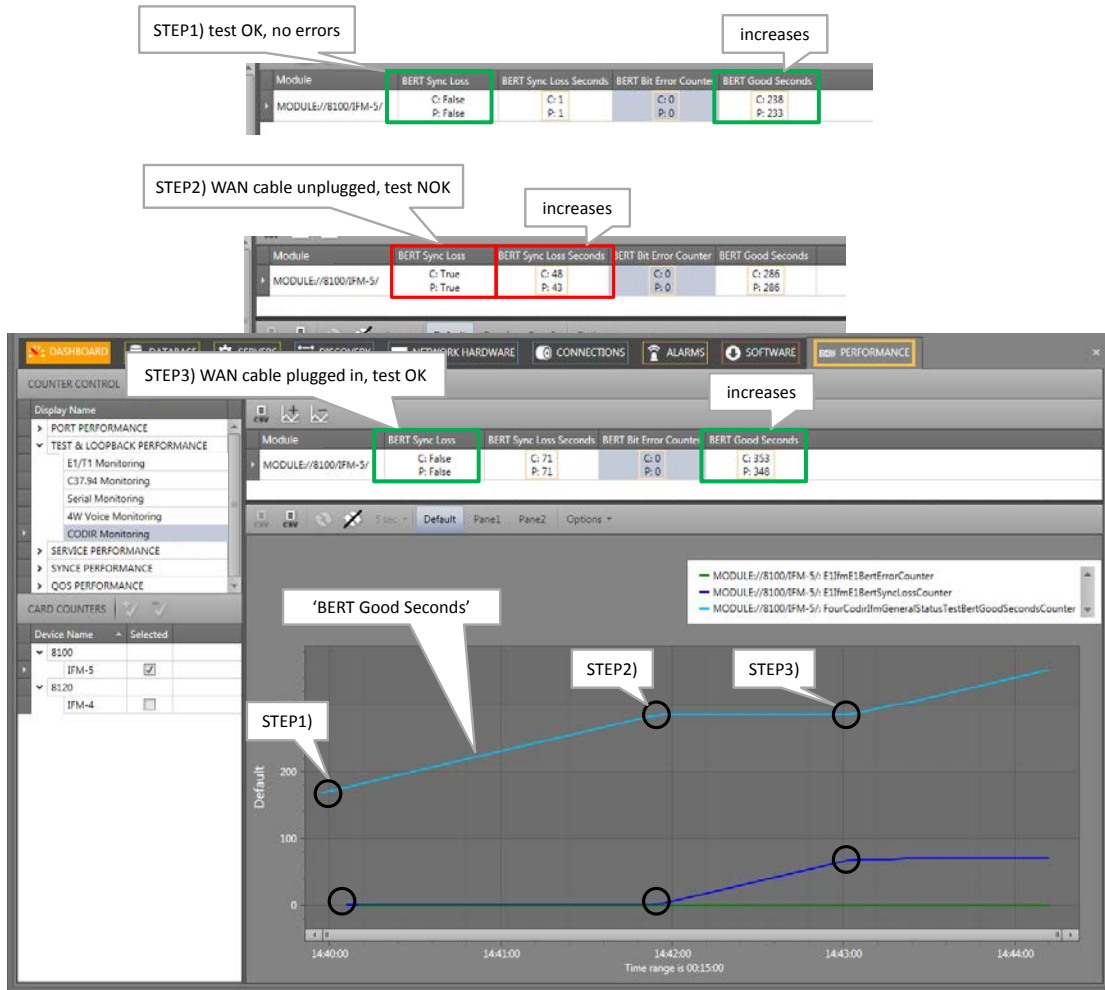 STEP1) test OK, no errors
increases
Module BERT Sync Loss BERT Sync Loss Seconds BERT Bit Error Counte BERT Good Seconds
MODULE://8100/IFM-5/ C: False C: 1 C: 0 C: 238
P: False P: 1 P: 0 P: 233
STEP2) WAN cable unplugged, test NOK
increases
Module BERT Sync Loss BERT Sync Loss Seconds BERT Bit Error Counter BERT Good Seconds
MODULE://8100/IFM-5/ C: True C: 48 C: 0 C: 286
P: True P: 43 P: 0 P: 286
DASHBOARD DATABASE SERVERS DISCOVERY NETWORK HARDWARE CONNECTIONS ALARMS SOFTWARE PERFORMANCE
COUNTER CONTROL
STEP3) WAN cable plugged in, test OK
increases
Display Name
PORT PERFORMANCE
TEST & LOOPBACK PERFORMANCE
E1/T1 Monitoring
C37.94 Monitoring
Serial Monitoring
4W Voice Monitoring
CODIR Monitoring
SERVICE PERFORMANCE
SYNCE PERFORMANCE
QOS PERFORMANCE
CSV
Module BERT Sync Loss BERT Sync Loss Seconds BERT Bit Error Counter BERT Good Seconds
MODULE://8100/IFM-5/ C: False C: 71 C: 0 C: 353
P: False P: 71 P: 0 P: 348
CSV CSV 5 sec Default Pane1 Pane2 Options
CARD COUNTERS
Device Name Selected
8100
IFM-5
8120
IFM-4
MODULE://8100/IFM-5/: E1IfmE1BertErrorCounter
MODULE://8100/IFM-5/: E1IfmE1BertSyncLossCounter
MODULE://8100/IFM-5/: FourCodirIfmGeneralStatusTestBertGoodSecondsCounter
'BERT Good Seconds'
STEP1)
STEP2)
STEP3)
Default
200
100
0
14:40:00 14:41:00 14:42:00 14:43:00 14:44:00
Time range is 00:15:00